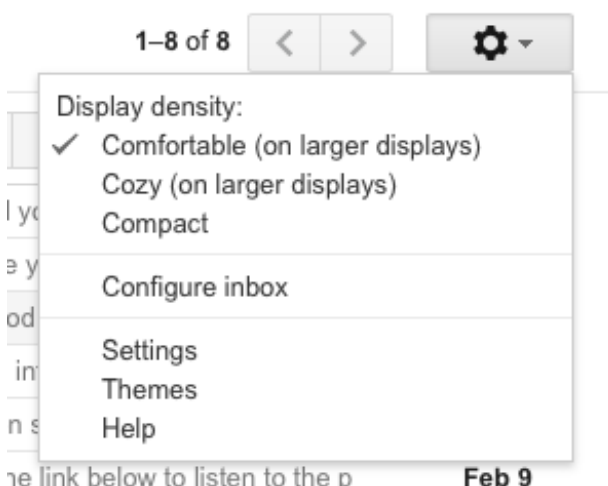 1–8 of 8
Display density:
Comfortable (on larger displays)
Cozy (on larger displays)
Compact
Configure inbox
Settings
Themes
Help
link below to listen to the p
Feb 9